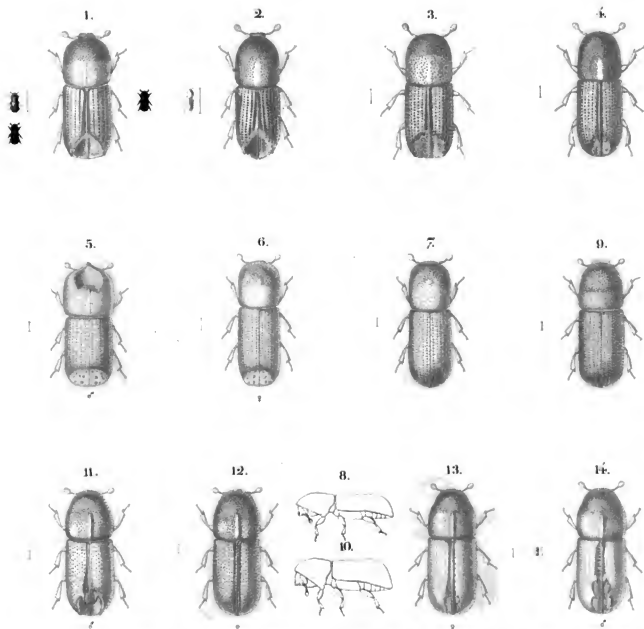 1. 2. 3. 4.
5. 6. 7. 9.
♂ ♀
11. 12. 8. 13. 14.
10.
♂ ♀ ♀ ♂